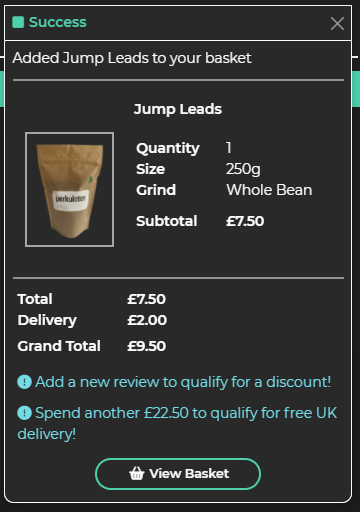 Success
Added Jump Leads to your basket
Jump Leads
perkulater
Quantity 1
Size 250g
Grind Whole Bean
Subtotal £7.50
Total £7.50
Delivery £2.00
Grand Total £9.50
Add a new review to qualify for a discount!
Spend another £22.50 to qualify for free UK
delivery!
View Basket